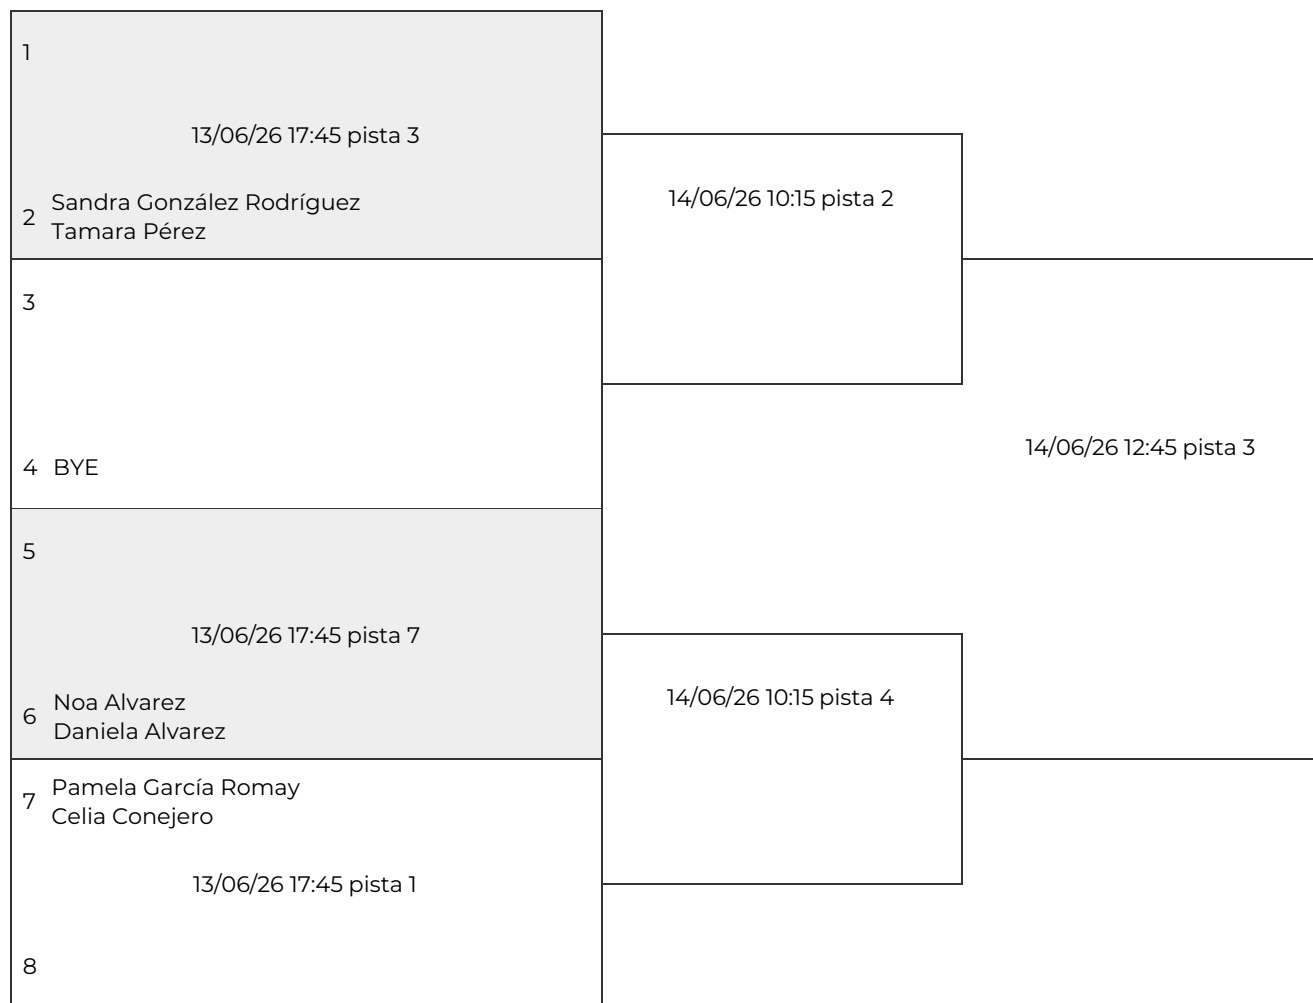 1
13/06/26 17:45 pista 3
2 Sandra González Rodríguez
Tamara Pérez
3
4 BYE
5
13/06/26 17:45 pista 7
6 Noa Alvarez
Daniela Alvarez
7 Pamela García Romay
Celia Conejero
13/06/26 17:45 pista 1
8
14/06/26 10:15 pista 2
14/06/26 10:15 pista 4
14/06/26 12:45 pista 3